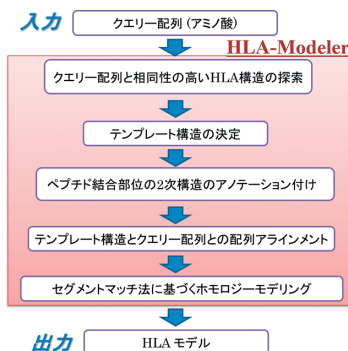 入力
クエリー配列 (アミノ酸)
HLA-Modeler
クエリー配列と相同性の高いHLA構造の探索
テンプレート構造の決定
ペプチド結合部位の2次構造のアノテーション付け
テンプレート構造とクエリー配列との配列アラインメント
セグメントマッチ法に基づくホモロジーモデリング
出力
HLA モデル